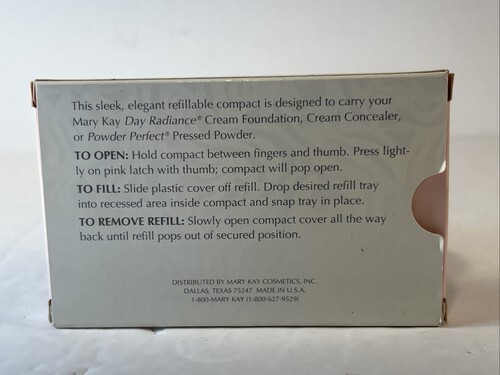 This sleek, elegant refillable compact is designed to carry your
Mary Kay Day Radiance® Cream Foundation, Cream Concealer,
or Powder Perfect® Pressed Powder.
TO OPEN: Hold compact between fingers and thumb. Press light-
ly on pink latch with thumb; compact will pop open.
TO FILL: Slide plastic cover off refill. Drop desired refill tray
into recessed area inside compact and snap tray in place.
TO REMOVE REFILL: Slowly open compact cover all the way
back until refill pops out of secured position.
DISTRIBUTED BY MARY KAY COSMETICS, INC.
DALLAS, TEXAS 75247 MADE IN U.S.A.
1-800-MARY KAY (1-800-627-9529)